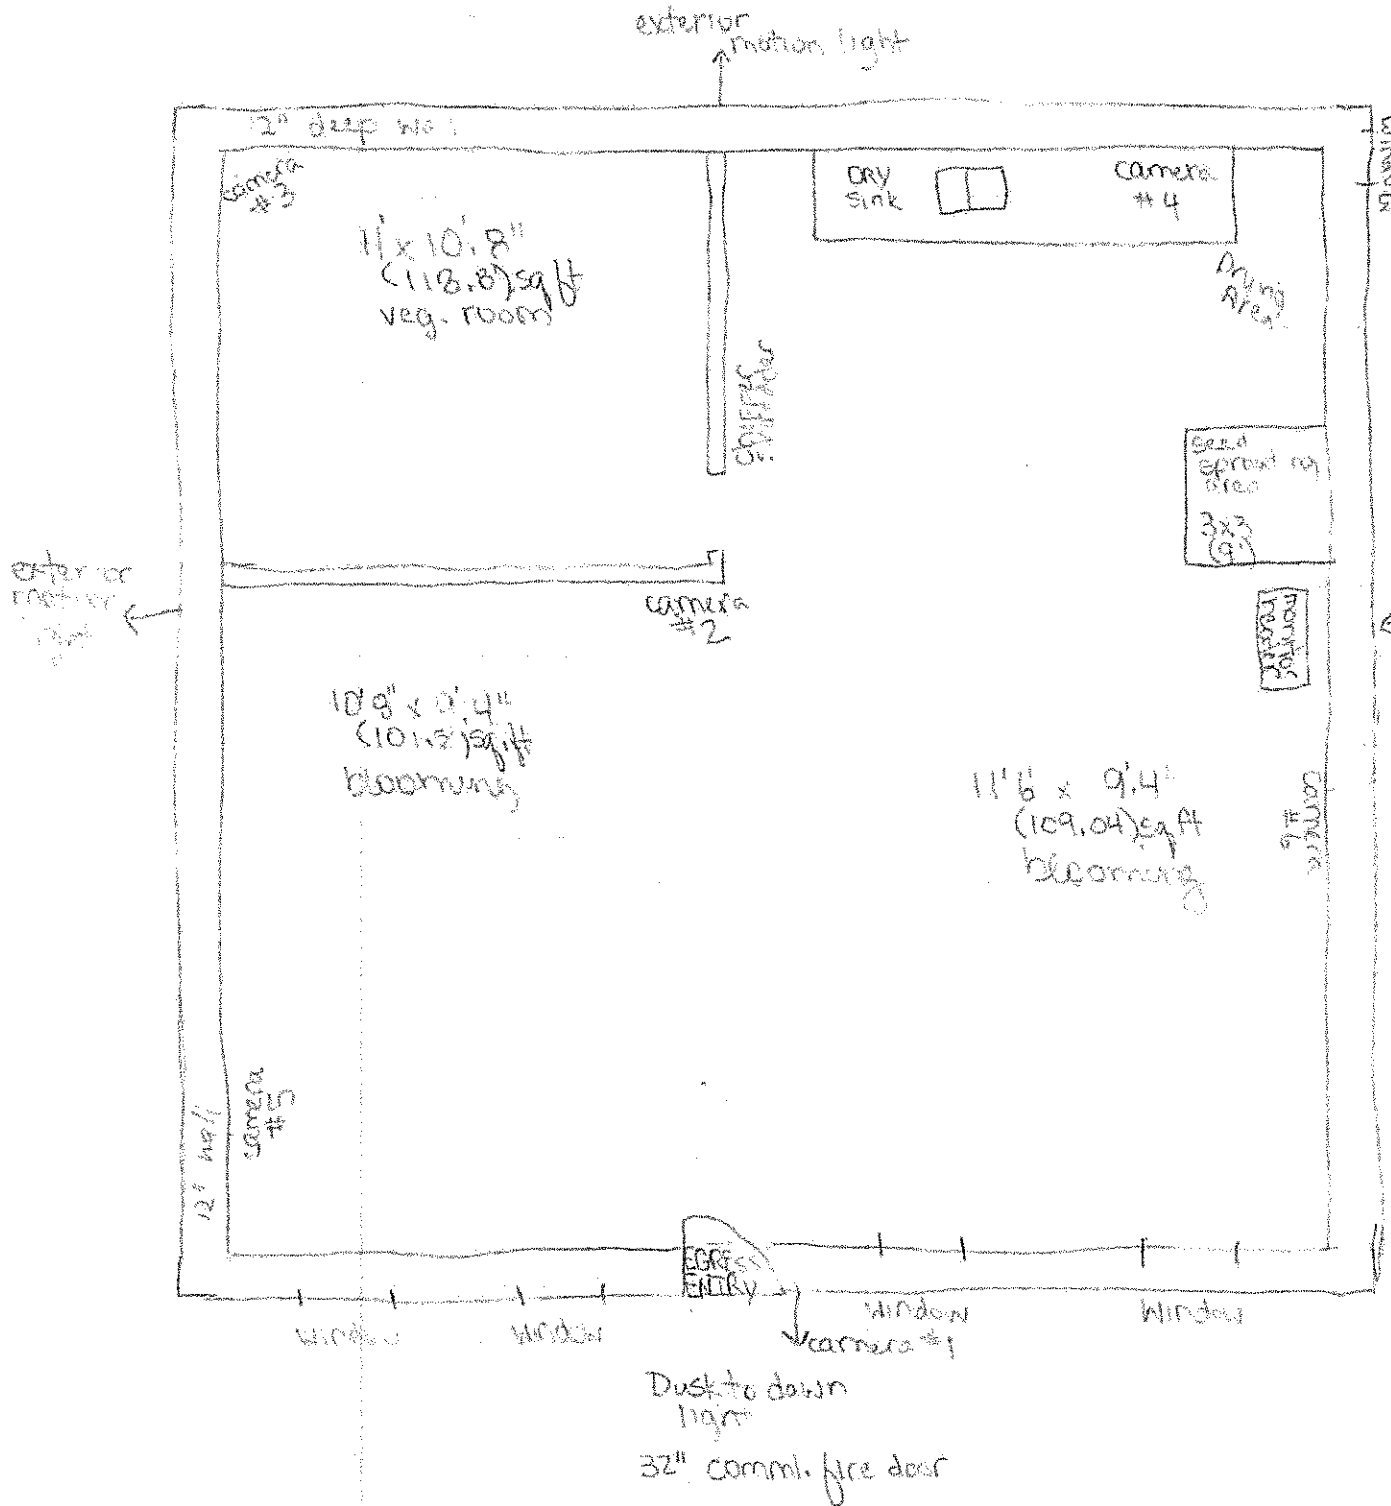 exterior
motion light
12" deep wall
camera
#3
11' x 10'.8"
(118.8) sq ft
veg. room
DRY
Sink
camera
#4
Drying
Area
seed
sprouting
area
3x3
(9')
exterior
motion
light
camera
#2
monitor
10'9" x 9'.4"
sq. ft
blooming
11'6 x 9'.4"
(109.04) sq ft
blooming
camera
#6
camera
#5
12" wall
EGRESS
ENTRY
window
window
window
window
camera #1
Dusk to dawn
light
32" comml. fire door